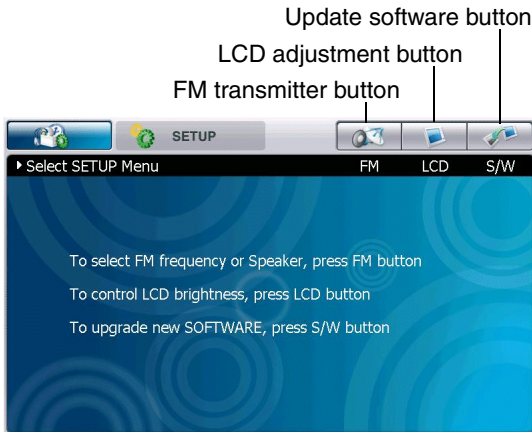 Update software button
LCD adjustment button
FM transmitter button
SETUP
Select SETUP Menu FM LCD S/W
To select FM frequency or Speaker, press FM button
To control LCD brightness, press LCD button
To upgrade new SOFTWARE, press S/W button